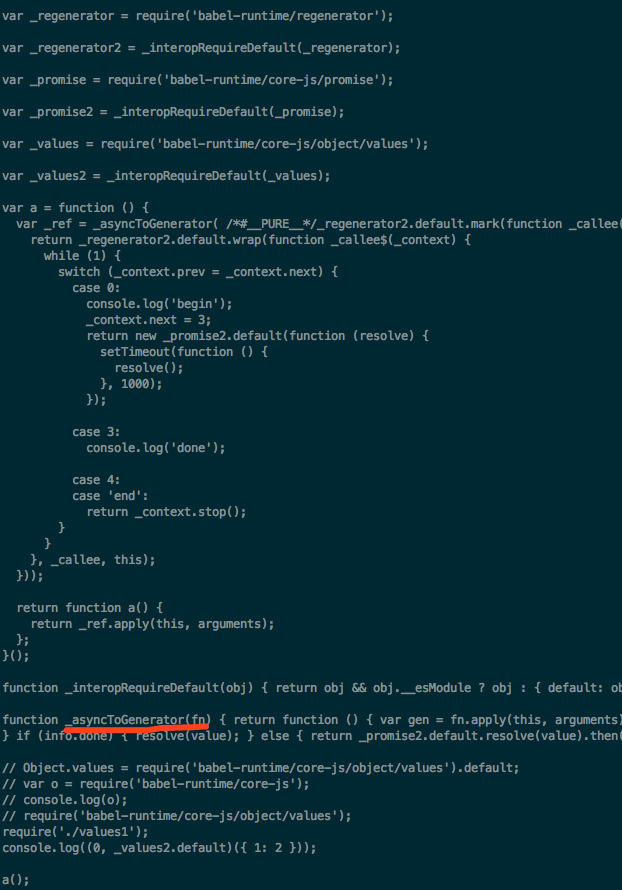 var _regenerator = require('babel-runtime/regenerator');
var _regenerator2 = _interopRequireDefault(_regenerator);
var _promise = require('babel-runtime/core-js/promise');
var _promise2 = _interopRequireDefault(_promise);
var _values = require('babel-runtime/core-js/object/values');
var _values2 = _interopRequireDefault(_values);
var a = function () {
  var _ref = _asyncToGenerator( /*#__PURE__*/_regenerator2.default.mark(function _callee(
    return _regenerator2.default.wrap(function _callee$(_context) {
      while (1) {
        switch (_context.prev = _context.next) {
          case 0:
            console.log('begin');
            _context.next = 3;
            return new _promise2.default(function (resolve) {
              setTimeout(function () {
                resolve();
              }, 1000);
            });
          case 3:
            console.log('done');
          case 4:
          case 'end':
            return _context.stop();
        }
      }
    }, _callee, this);
  }));
  return function a() {
    return _ref.apply(this, arguments);
  };
}();
function _interopRequireDefault(obj) { return obj && obj.__esModule ? obj : { default: ob
function _asyncToGenerator(fn) { return function () { var gen = fn.apply(this, arguments)
} if (info.done) { resolve(value); } else { return _promise2.default.resolve(value).then(
// Object.values = require('babel-runtime/core-js/object/values').default;
// var o = require('babel-runtime/core-js');
// console.log(o);
// require('babel-runtime/core-js/object/values');
require('./values1');
console.log((0, _values2.default)({ 1: 2 }));
a();